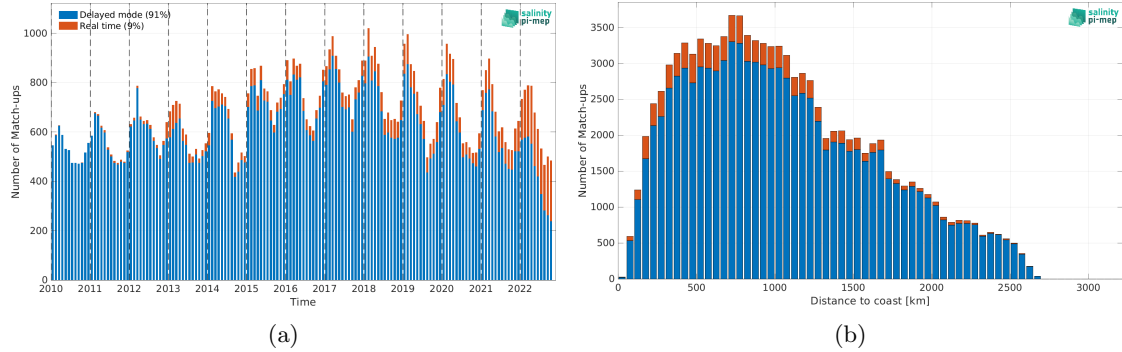 Delayed mode (91%)
Real time (9%)
salinity
pi-mep
Number of Match-ups
1000
800
600
400
200
0
2010 2011 2012 2013 2014 2015 2016 2017 2018 2019 2020 2021 2022
Time
(a)
salinity
pi-mep
Number of Match-ups
3500
3000
2500
2000
1500
1000
500
0
0 500 1000 1500 2000 2500 3000
Distance to coast [km]
(b)